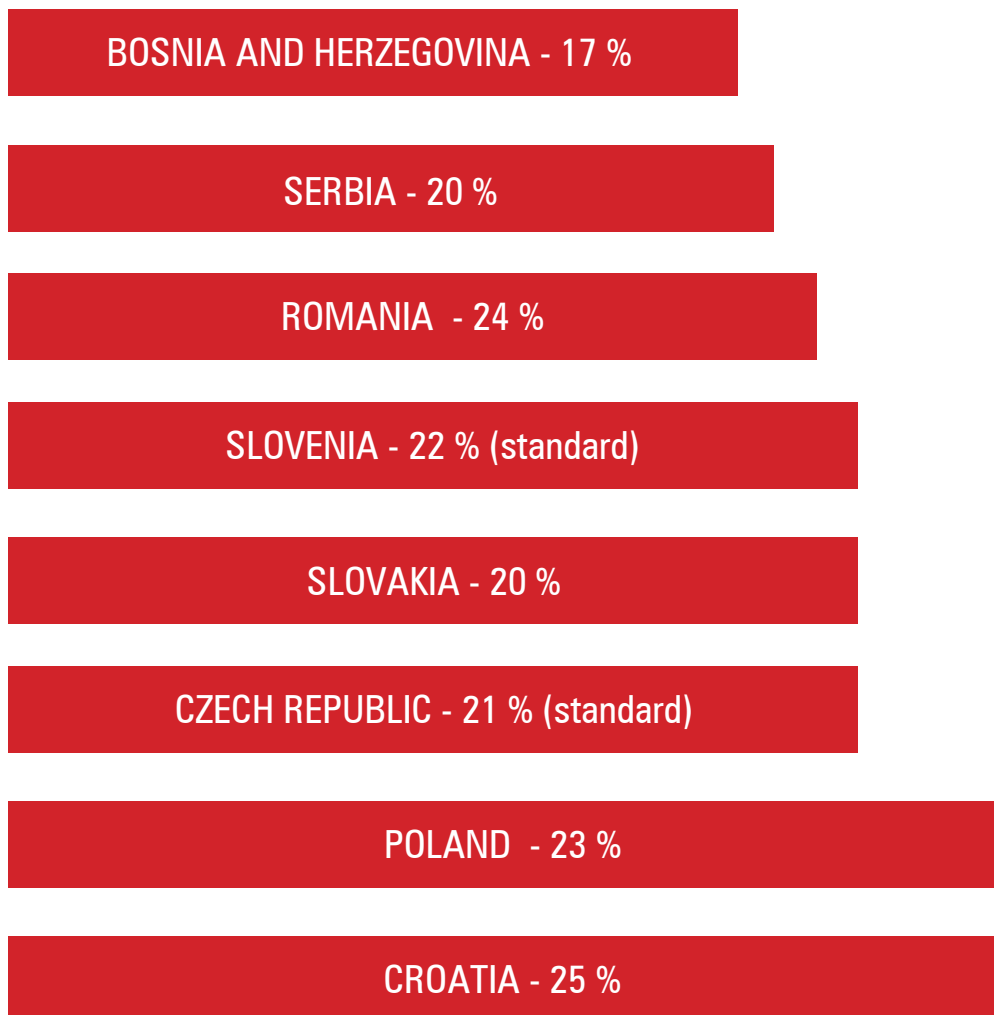 BOSNIA AND HERZEGOVINA - 17 %
SERBIA - 20 %
ROMANIA - 24 %
SLOVENIA - 22 % (standard)
SLOVAKIA - 20 %
CZECH REPUBLIC - 21 % (standard)
POLAND - 23 %
CROATIA - 25 %